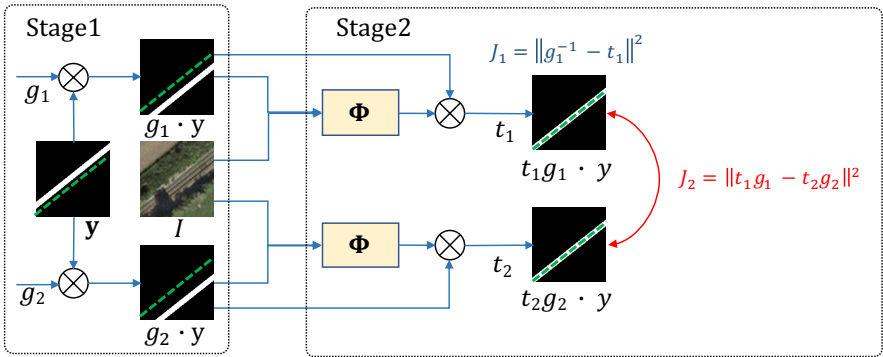 Stage1
Stage2
J₁ = ‖g₁⁻¹ − t₁‖²
g₁
g₁ · y
Φ
t₁
t₁g₁ · y
J₂ = ‖t₁g₁ − t₂g₂‖²
y
I
Φ
g₂
t₂
g₂ · y
t₂g₂ · y